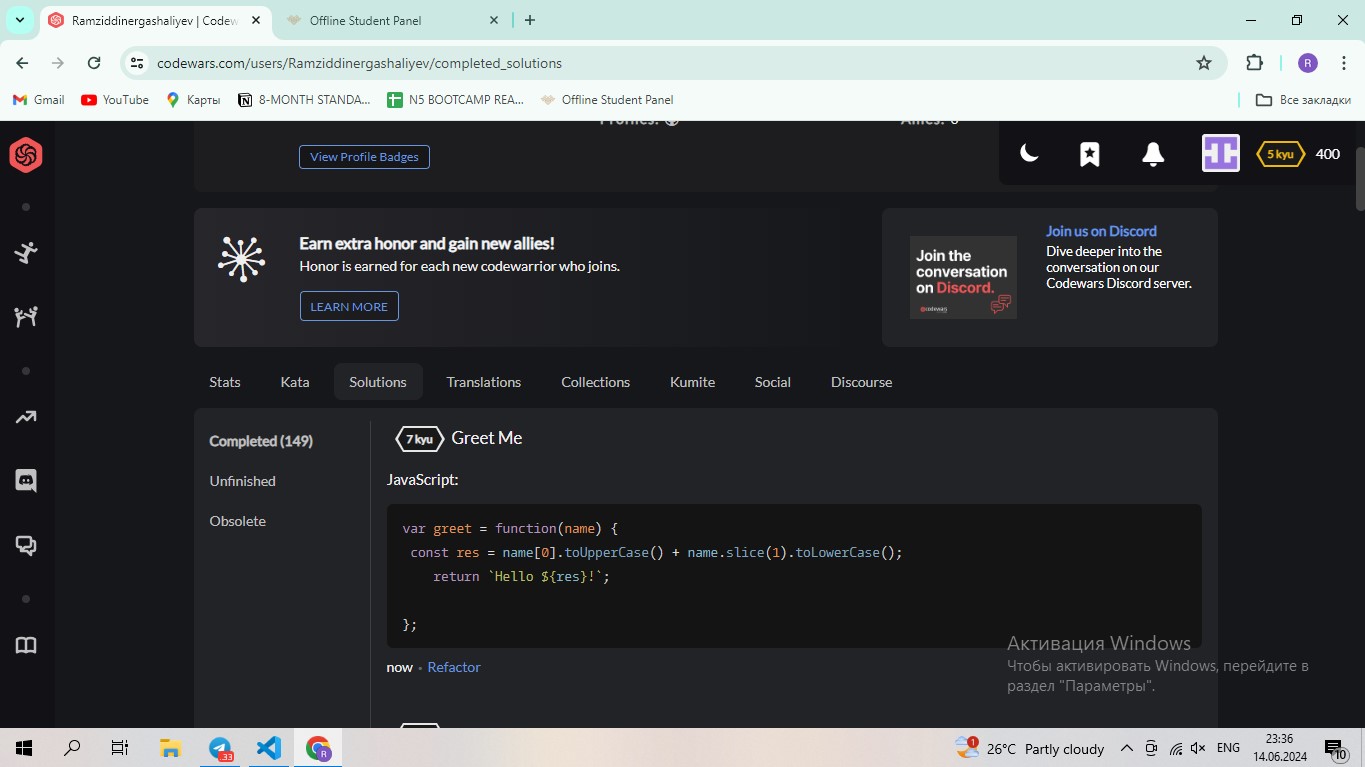 Ramziddinergashaliyev | Codew
Offline Student Panel
codewars.com/users/Ramziddinergashaliyev/completed_solutions
R
Gmail
YouTube
Карты
8-MONTH STANDA...
N5 BOOTCAMP REA...
Offline Student Panel
Все закладки
Profiles:
Allies: 0
View Profile Badges
5 kyu
400
Earn extra honor and gain new allies!
Honor is earned for each new codewarrior who joins.
LEARN MORE
Join the
conversation
on Discord.
codewars
Join us on Discord
Dive deeper into the
conversation on our
Codewars Discord server.
Stats
Kata
Solutions
Translations
Collections
Kumite
Social
Discourse
Completed (149)
Unfinished
Obsolete
7 kyu Greet Me
JavaScript:
var greet = function(name) {
const res = name[0].toUpperCase() + name.slice(1).toLowerCase();
return `Hello ${res}!`;
};
now • Refactor
Активация Windows
Чтобы активировать Windows, перейдите в
раздел "Параметры".
33
R
1
26°C Partly cloudy
ENG
23:36
14.06.2024
10